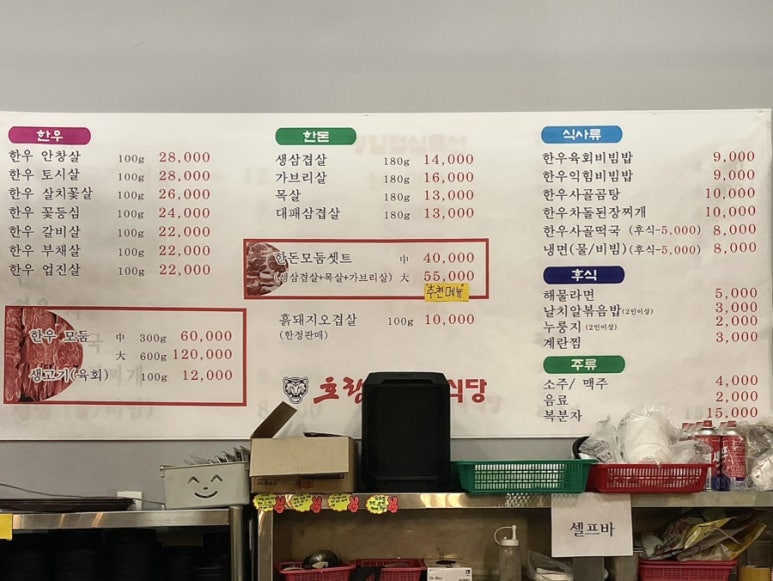 한우
한우 안창살 100g 28,000
한우 토시살 100g 28,000
한우 살치꽃살 100g 26,000
한우 꽃등심 100g 24,000
한우 갈비살 100g 22,000
한우 부채살 100g 22,000
한우 업진살 100g 22,000
한우 모둠 中 300g 60,000
大 600g 120,000
생고기(육회) 100g 12,000
한돈
생삼겹살 180g 14,000
가브리살 180g 16,000
목살 180g 13,000
대패삼겹살 180g 13,000
한돈모둠셋트 中 40,000
(생삼겹살+목살+가브리살) 大 55,000
추천메뉴
흙돼지오겹살 100g 10,000
(한정판매)
호랑 식당
식사류
한우육회비빔밥 9,000
한우익힘비빔밥 9,000
한우사골곰탕 10,000
한우차돌된장찌개 10,000
한우사골떡국 (후식-5,000) 8,000
냉면(물/비빔)(후식-5,000) 8,000
후식
해물라면 5,000
날치알볶음밥(2인이상) 3,000
누룽지(2인이상) 2,000
계란찜 3,000
주류
소주/ 맥주 4,000
음료 2,000
복분자 15,000
셀프바